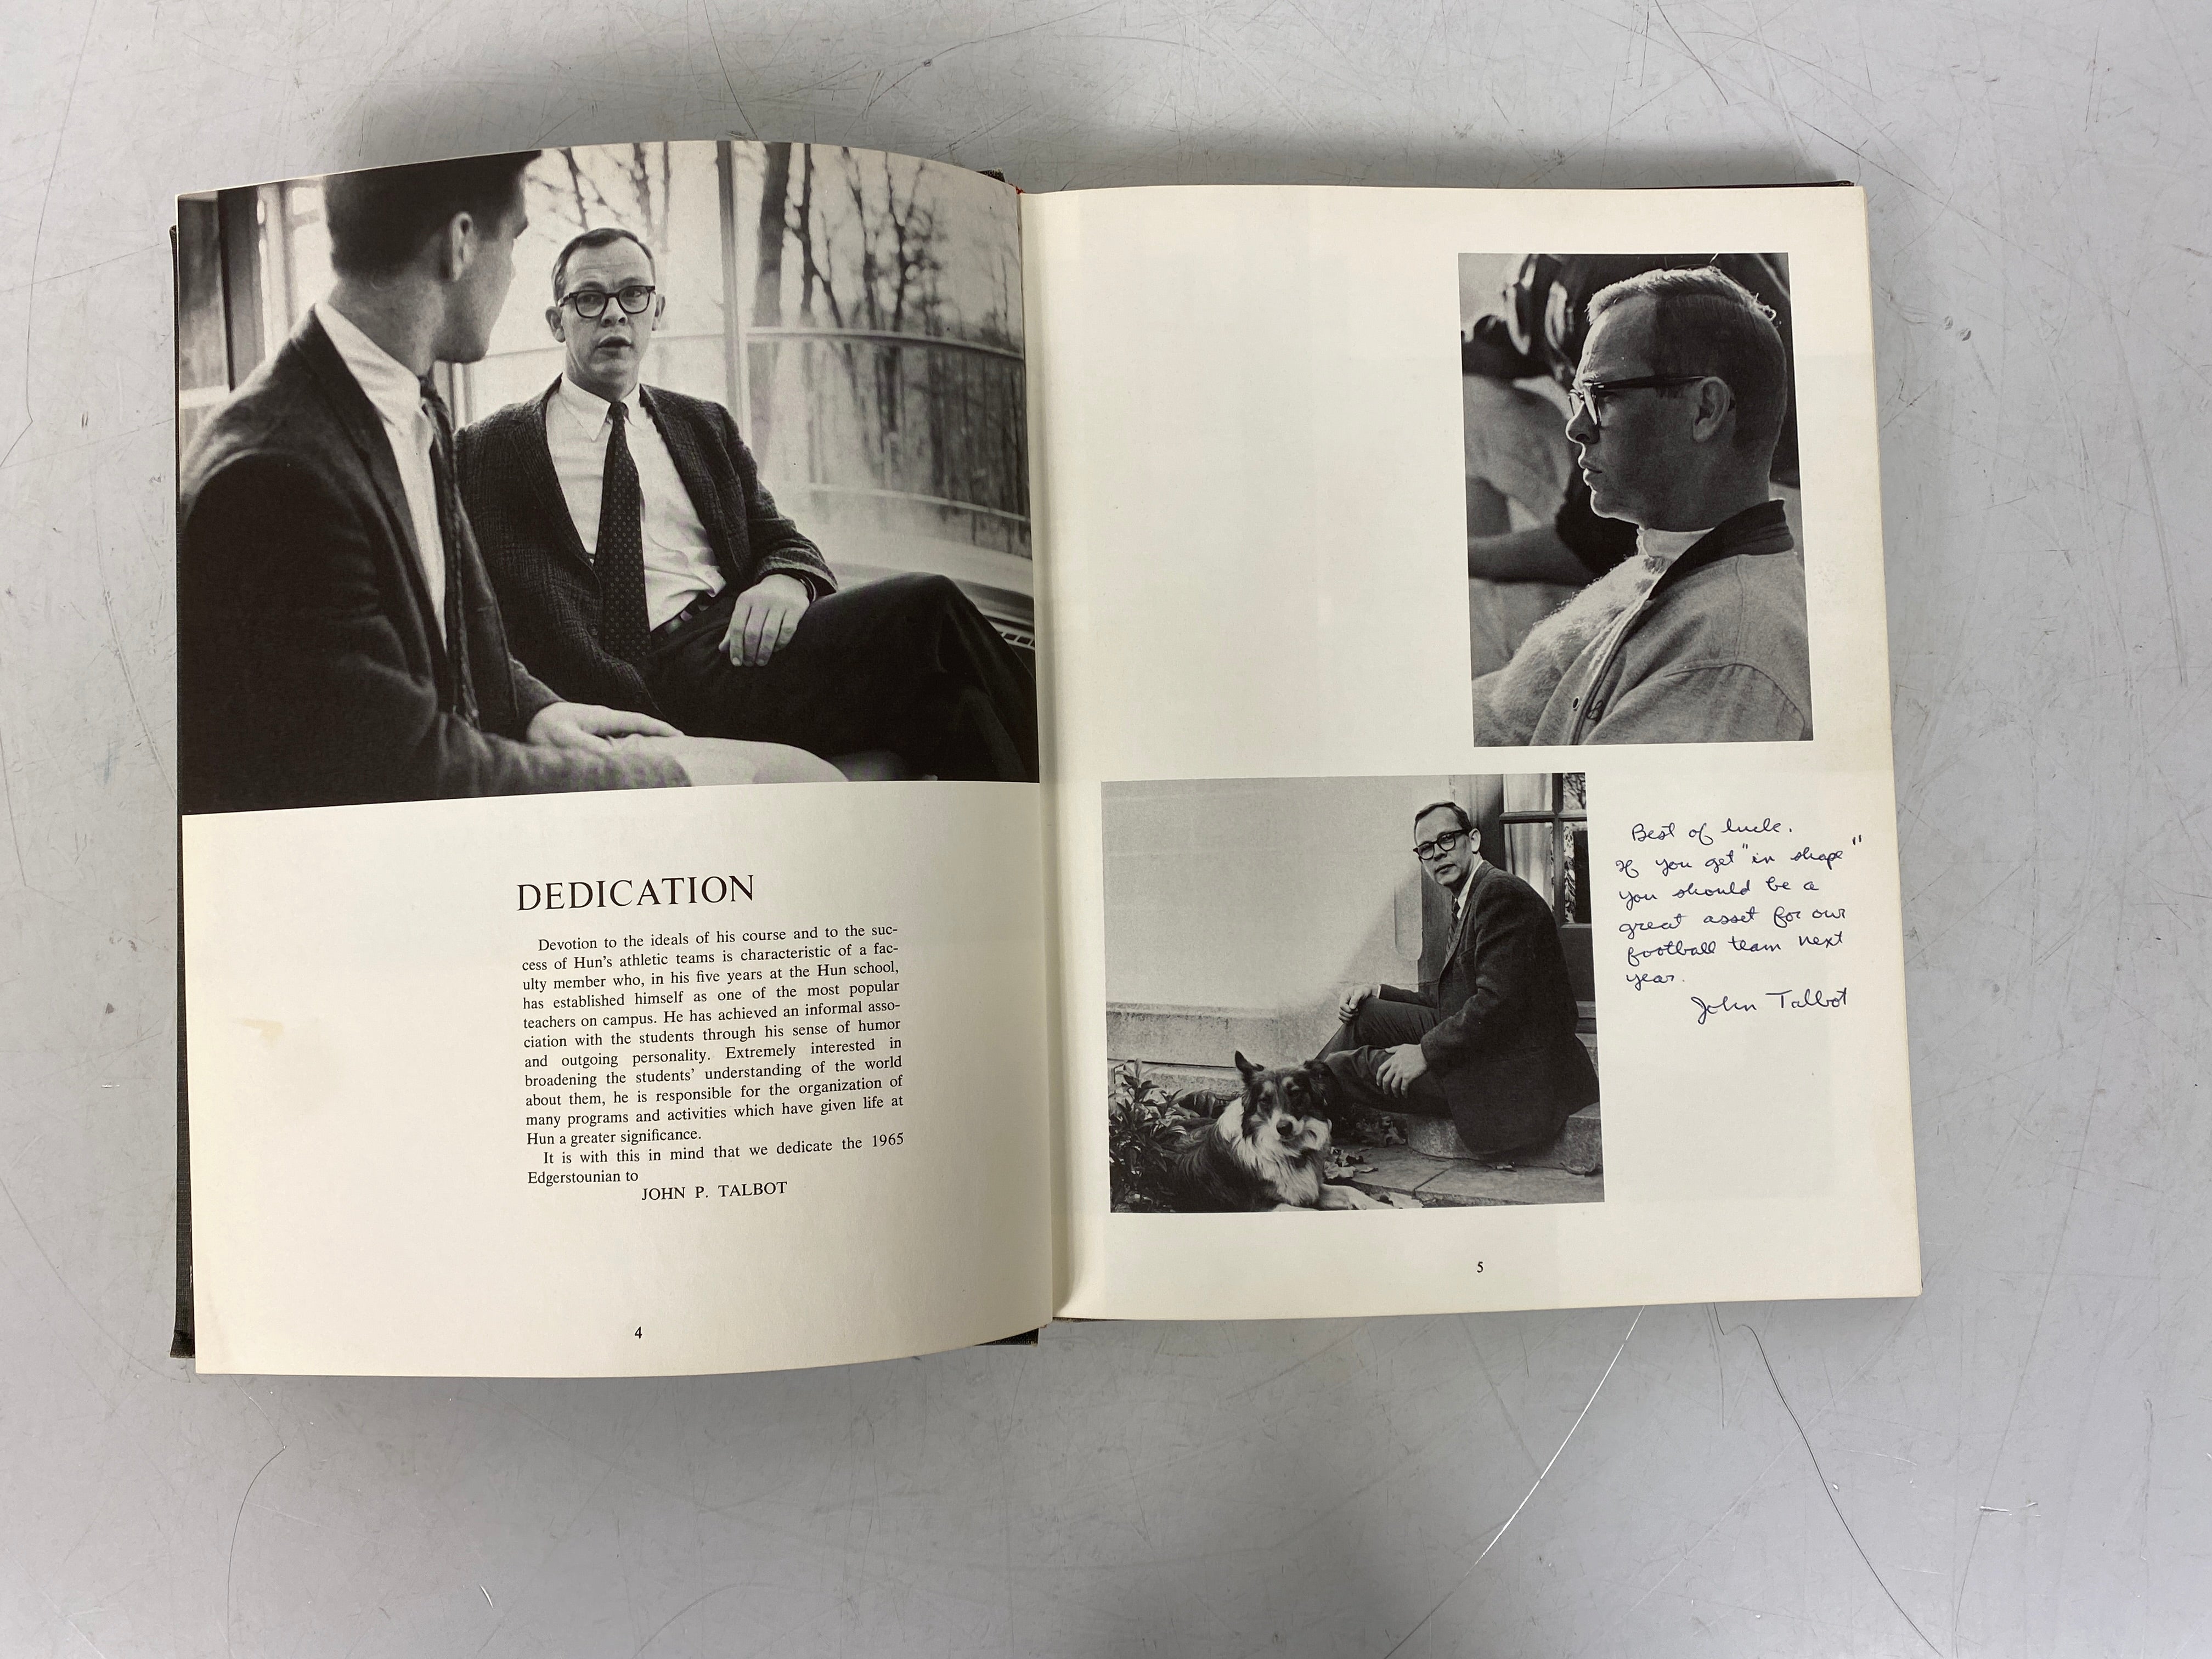 DEDICATION
Devotion to the ideals of his course and to the suc-
cess of Hun's athletic teams is characteristic of a fac-
ulty member who, in his five years at the Hun school,
has established himself as one of the most popular
teachers on campus. He has achieved an informal asso-
ciation with the students through his sense of humor
and outgoing personality. Extremely interested in
broadening the students' understanding of the world
about them, he is responsible for the organization of
many programs and activities which have given life at
Hun a greater significance.
It is with this in mind that we dedicate the 1965
Edgerstounian to
JOHN P. TALBOT
4
Best of luck.
If you get "in shape"
you should be a
great asset for our
football team next
year.
John Talbot
5